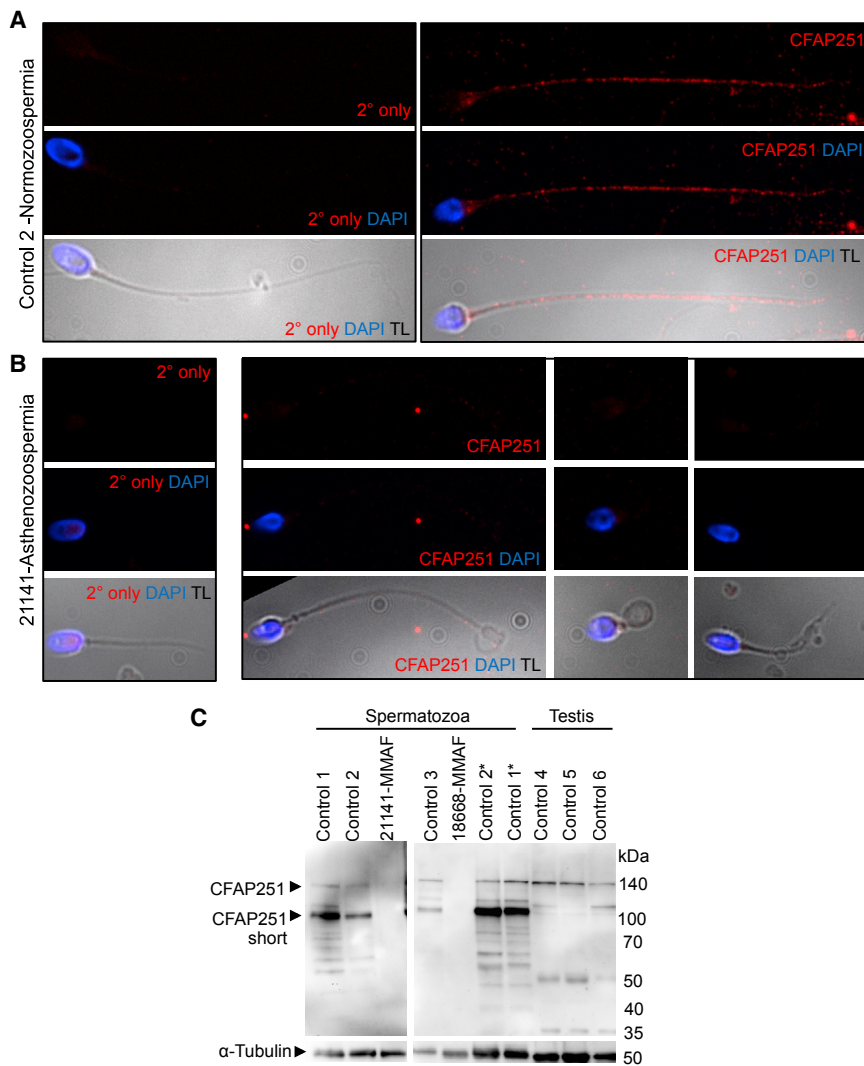 A
Control 2 -Normozoospermia
2° only
2° only DAPI
2° only DAPI TL
CFAP251
CFAP251 DAPI
CFAP251 DAPI TL
B
21141-Asthenozoospermia
2° only
2° only DAPI
2° only DAPI TL
CFAP251
CFAP251 DAPI
CFAP251 DAPI TL
C
Spermatozoa
Testis
Control 1
Control 2
21141-MMAF
Control 3
18668-MMAF
Control 2*
Control 1*
Control 4
Control 5
Control 6
kDa
CFAP251
CFAP251
short
140
100
70
50
40
35
α-Tubulin
50